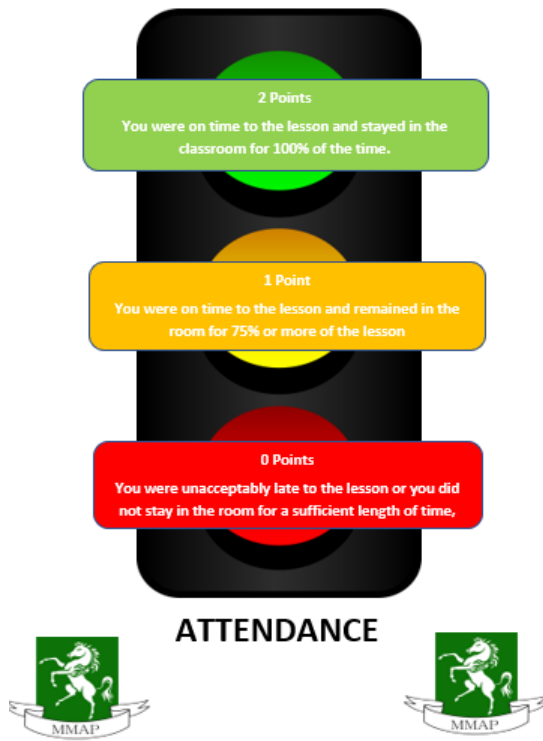 2 Points
You were on time to the lesson and stayed in the
classroom for 100% of the time.
1 Point
You were on time to the lesson and remained in the
room for 75% or more of the lesson
0 Points
You were unacceptably late to the lesson or you did
not stay in the room for a sufficient length of time,
ATTENDANCE
MMAP
MMAP